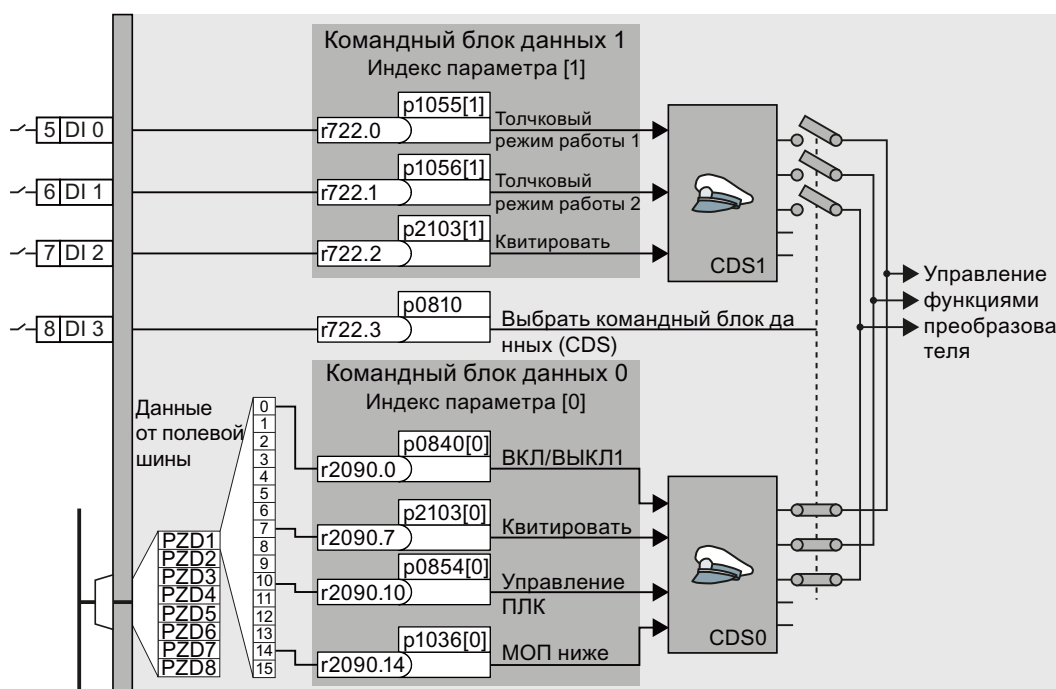 Командный блок данных 1
Индекс параметра [1]
5 DI 0
r722.0
p1055[1]
Толчковый
режим работы 1
6 DI 1
r722.1
p1056[1]
Толчковый
режим работы 2
7 DI 2
r722.2
p2103[1]
Квитировать
CDS1
8 DI 3
r722.3
p0810
Выбрать командный блок да
нных (CDS)
Управление
функциями
преобразова
теля
Командный блок данных 0
Индекс параметра [0]
Данные
от полевой
шины
PZD1
PZD2
PZD3
PZD4
PZD5
PZD6
PZD7
PZD8
0
1
2
3
4
5
6
7
8
9
10
11
12
13
14
15
r2090.0
p0840[0]
ВКЛ/ВЫКЛ1
r2090.7
p2103[0]
Квитировать
r2090.10
p0854[0]
Управление
ПЛК
r2090.14
p1036[0]
МОП ниже
CDS0